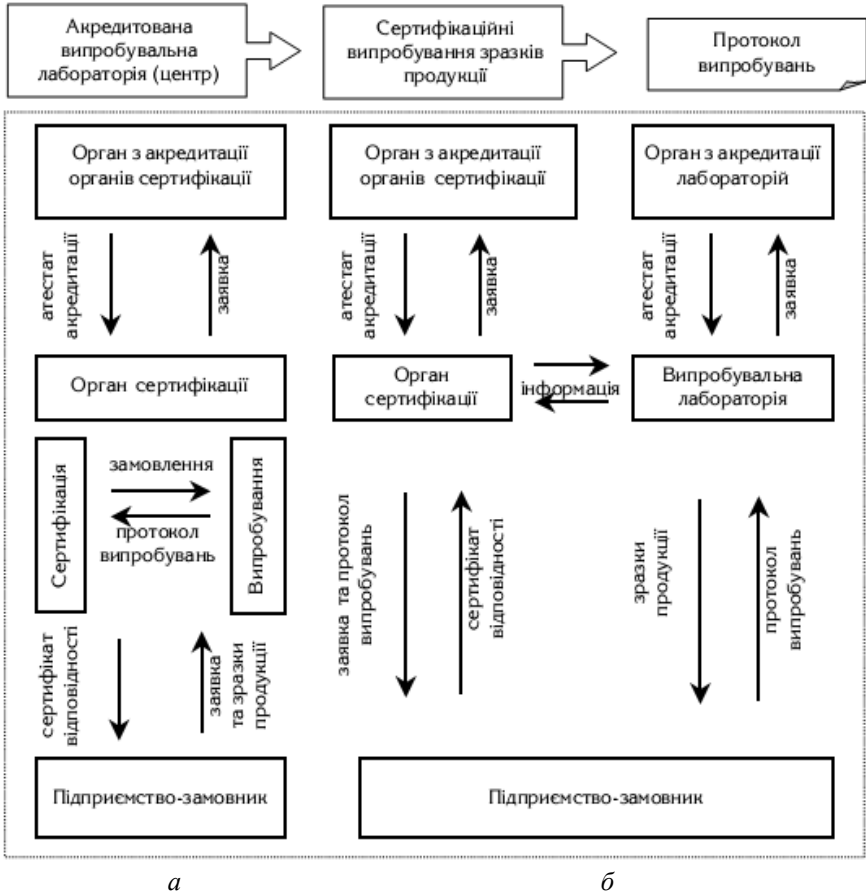 Акредитована
випробувальна
лабораторія (центр)
Сертифікаційні
випробування зразків
продукції
Протокол
випробувань
Орган з акредитації
органів сертифікації
Орган з акредитації
органів сертифікації
Орган з акредитації
лабораторій
атестат
акредитації
заявка
атестат
акредитації
заявка
атестат
акредитації
заявка
Орган сертифікації
Орган
сертифікації
інформація
Випробувальна
лабораторія
Сертифікація
замовлення
протокол
випробувань
Випробування
заявка та протокол
випробувань
сертифікат
відповідності
зразки
продукції
протокол
випробувань
сертифікат
відповідності
заявка
та зразки
продукції
Підприємство-замовник
Підприємство-замовник
а
б